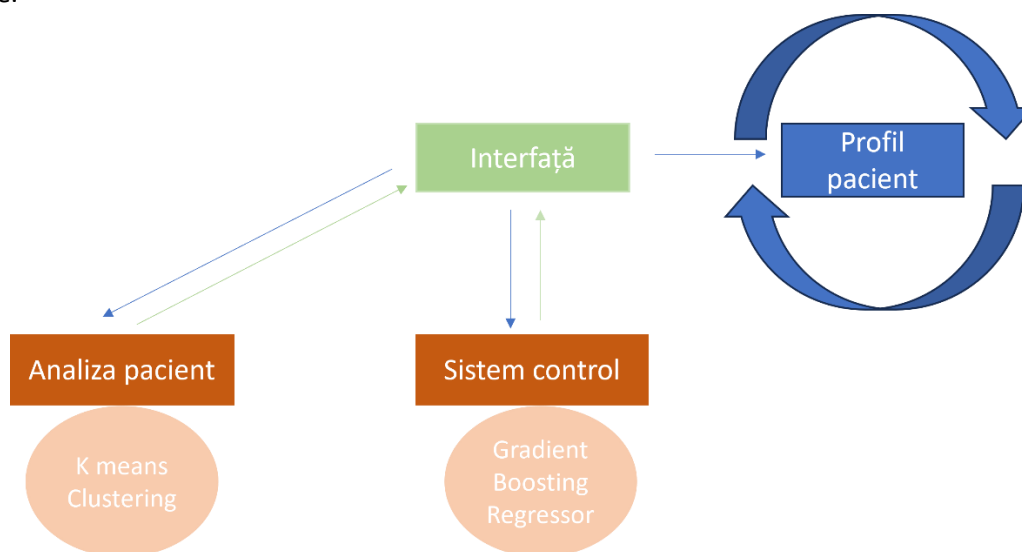 e.
Interfață
Profil
pacient
Analiza pacient
Sistem control
K means
Clustering
Gradient
Boosting
Regressor